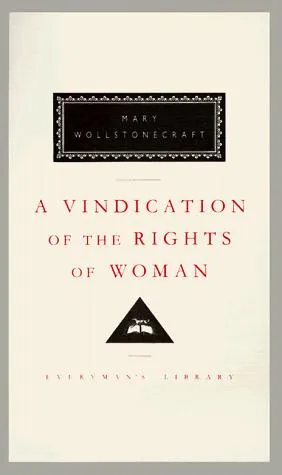 MARY
WOLLSTONECRAFT
A VINDICATION
OF THE RIGHTS
OF WOMAN
EVERYMAN'S LIBRARY